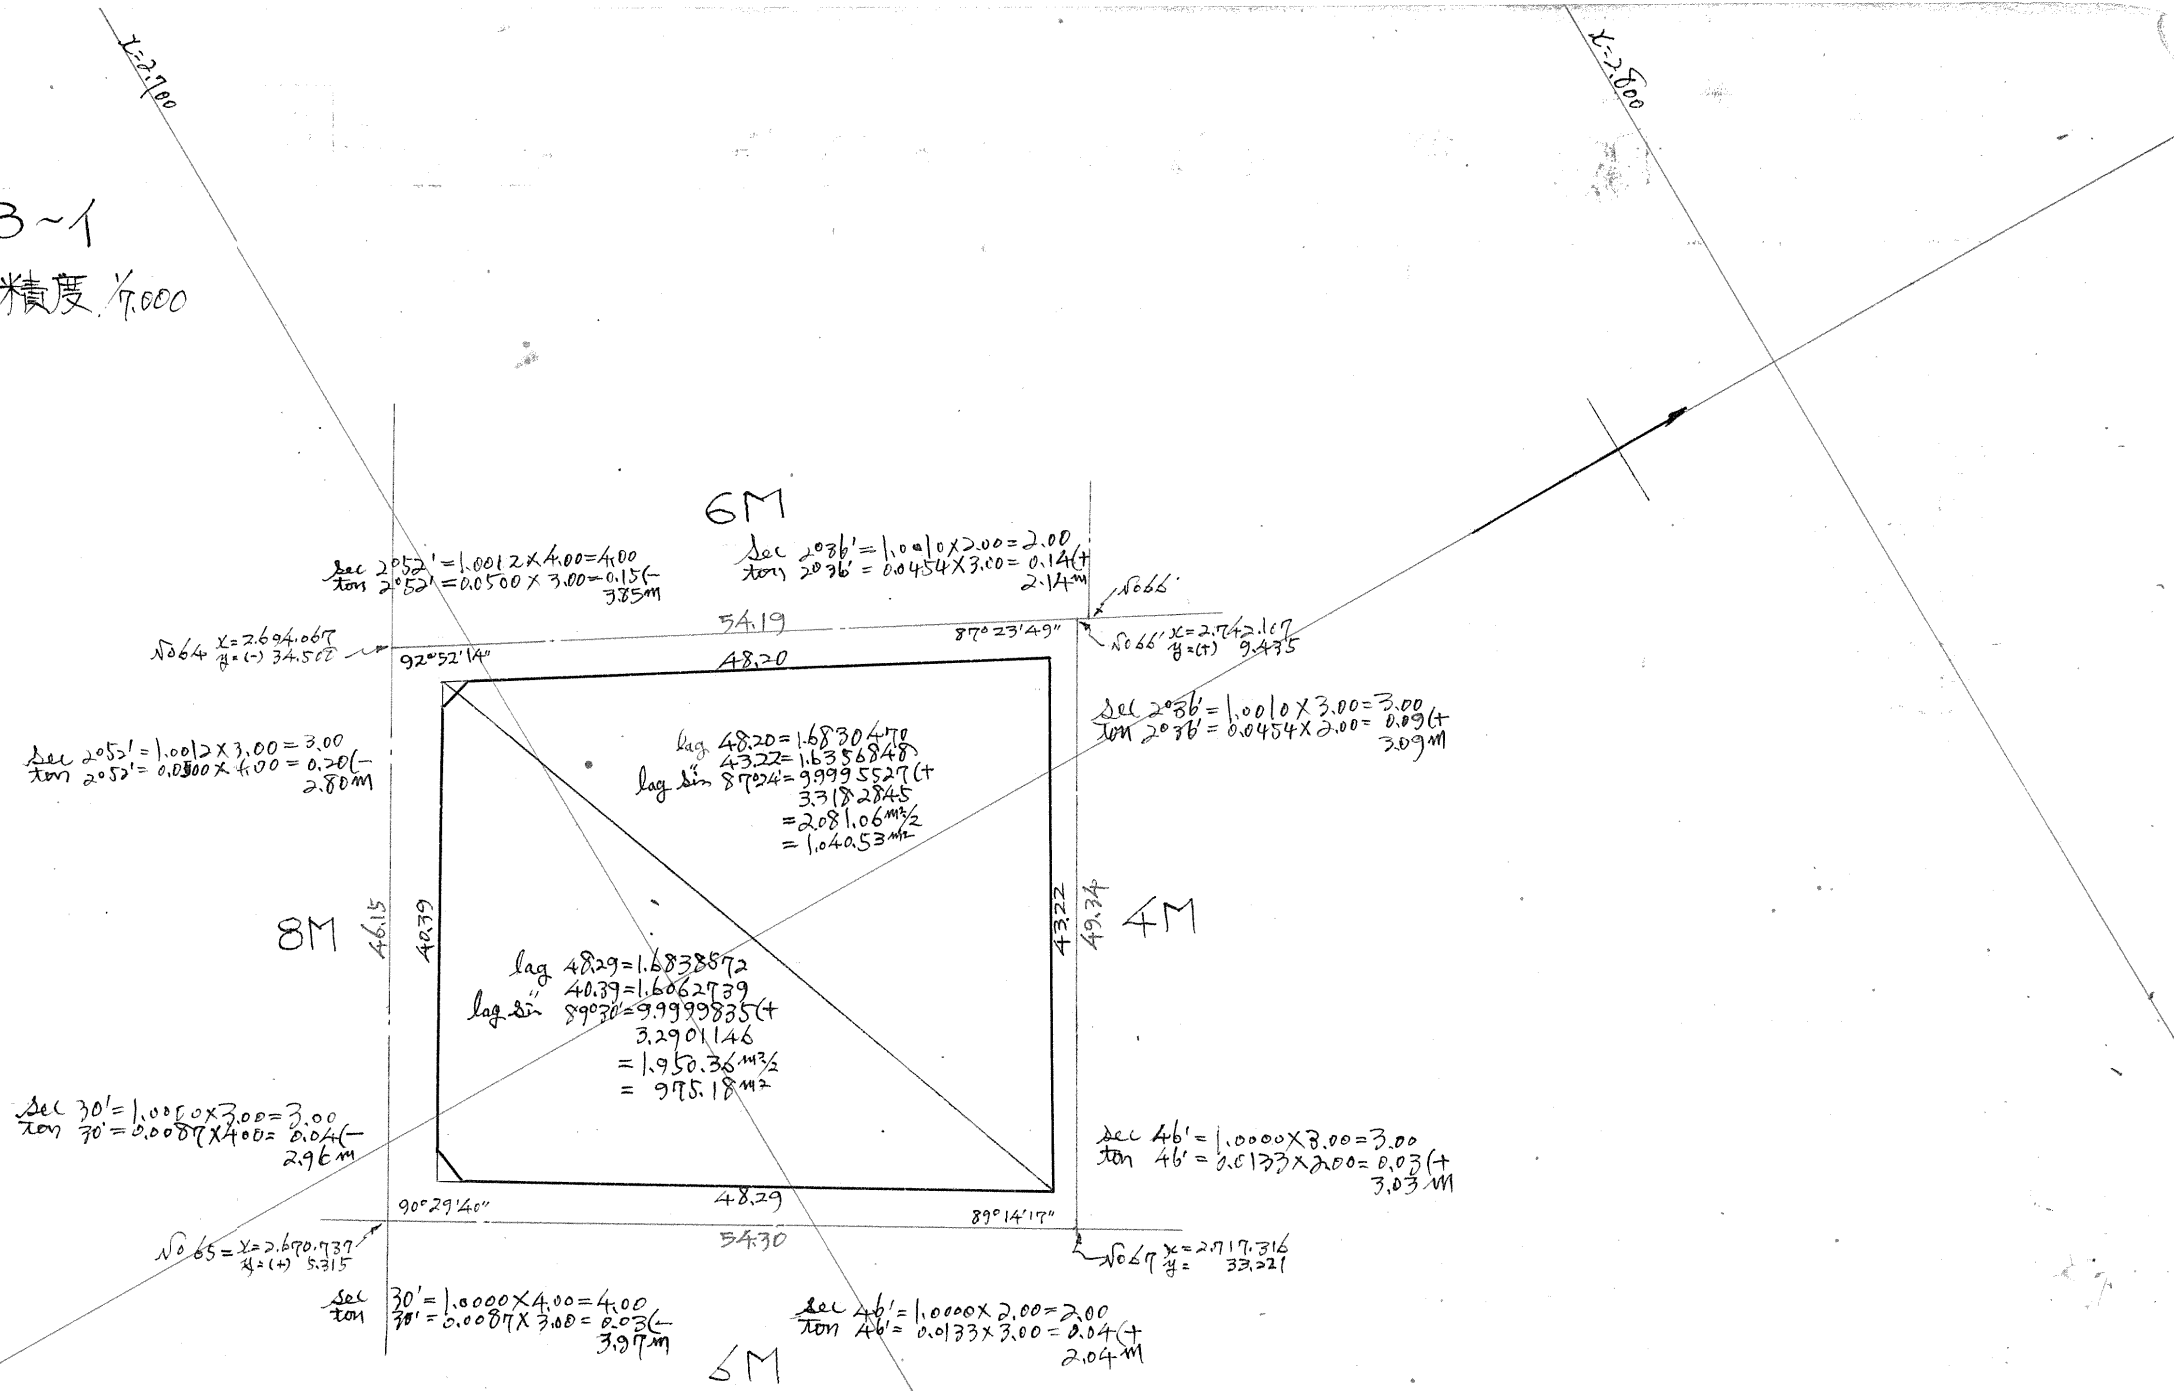 x=2.700
x=2.800
3~イ
精度 1/7.000
6M
sec 2°52'=1.0012×4.00=4.00
tan 2°52'=0.0500×3.00=0.15(-
3.85m
sec 2°36'=1.0010×2.00=2.00
tan 2°36'=0.0454×3.00=0.14(+
2.14m
No66
54.19
87°23'49"
No64 x=2.694.067
y=(-) 34.502
92°52'14"
48.20
No66' x=2.742.107
y=(+) 9.435
sec 2°52'=1.0012×3.00=3.00
tan 2°52'=0.0500×4.00=0.20(-
2.80m
lag 48.20=1.6830470
〃 43.22=1.6356848
lag sin 87°24'=9.9995527(+
3.3182845
=2.081.06m²/2
=1.040.53m²
sec 2°36'=1.0010×3.00=3.00
tan 2°36'=0.0454×2.00=0.09(+
3.09m
8M
46.15
40.39
43.22
49.34
4M
lag 48.29=1.6838572
〃 40.39=1.6062739
lag sin 89°30'=9.9999835(+
3.2901146
=1.950.36m²/2
= 975.18m²
sec 30'=1.0000×3.00=3.00
tan 30'=0.0087×4.00=0.04(-
2.96m
sec 46'=1.0000×3.00=3.00
tan 46'=0.0133×2.00=0.03(+
3.03m
90°29'40"
48.29
89°14'17"
No65=x=2.670.737
y=(+) 5.315
54.30
No67 x=2.717.316
y= 33.221
sec 30'=1.0000×4.00=4.00
tan 30'=0.0087×3.00=0.03(-
3.97m
sec 46'=1.0000×2.00=2.00
tan 46'=0.0133×3.00=0.04(+
2.04m
6M